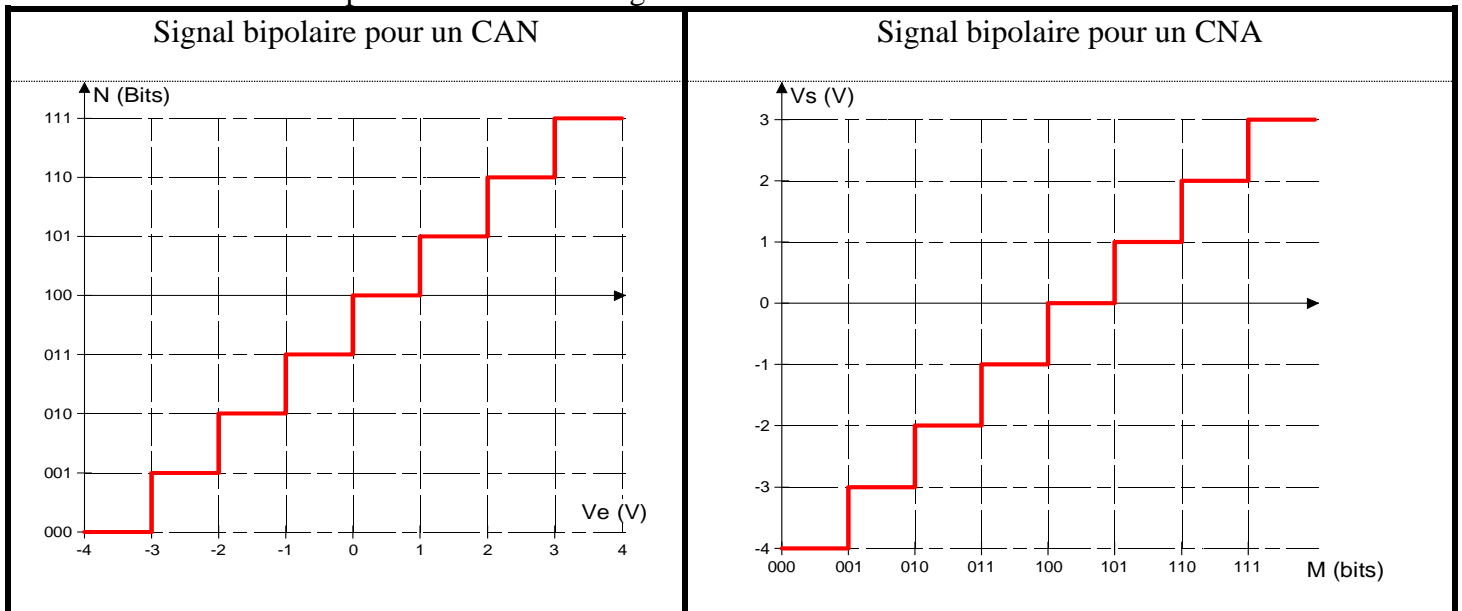 Signal bipolaire pour un CAN
Signal bipolaire pour un CNA
N (Bits)
111
110
101
100
011
010
001
000
-4 -3 -2 -1 0 1 2 3 4
Ve (V)
Vs (V)
3
2
1
0
-1
-2
-3
-4
000 001 010 011 100 101 110 111
M (bits)